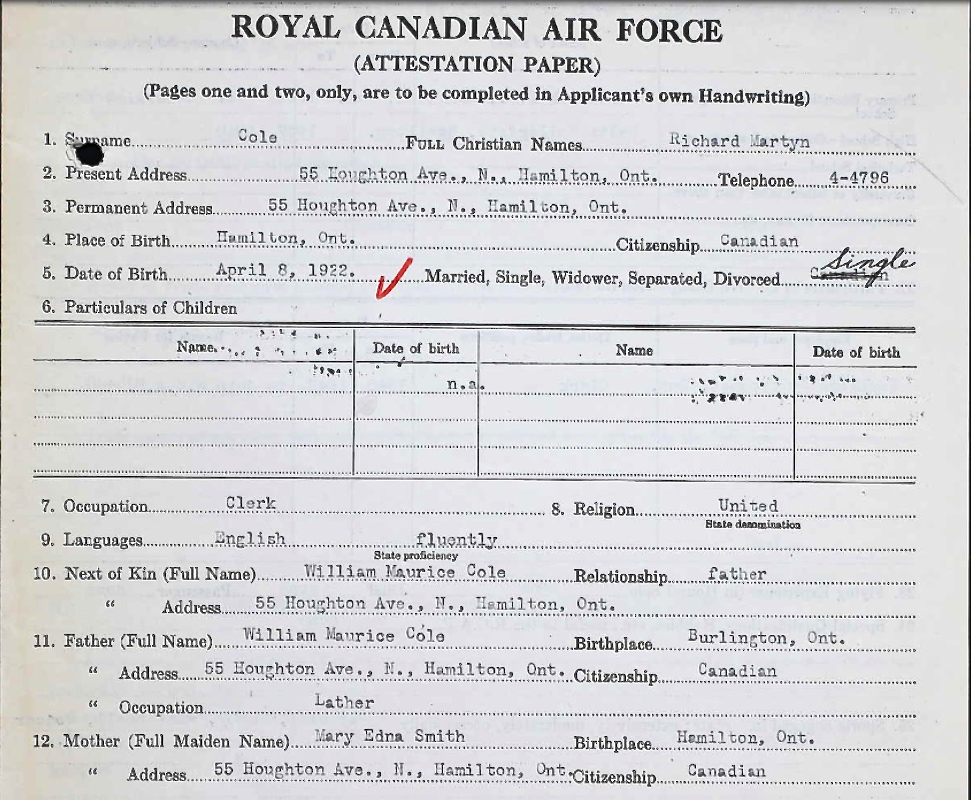 ROYAL CANADIAN AIR FORCE
(ATTESTATION PAPER)
(Pages one and two, only, are to be completed in Applicant's own Handwriting)
1. Surname Cole FULL Christian Names Richard Martyn
2. Present Address 55 Houghton Ave., N., Hamilton, Ont. Telephone 4-4796
3. Permanent Address 55 Houghton Ave., N., Hamilton, Ont.
4. Place of Birth Hamilton, Ont. Citizenship Canadian
5. Date of Birth April 8, 1922. Married, Single, Widower, Separated, Divorced Canadian Single
6. Particulars of Children
Name Date of birth Name Date of birth
n.a.
7. Occupation Clerk 8. Religion United
State denomination
9. Languages English fluently
State proficiency
10. Next of Kin (Full Name) William Maurice Cole Relationship father
" Address 55 Houghton Ave., N., Hamilton, Ont.
11. Father (Full Name) William Maurice Cole Birthplace Burlington, Ont.
" Address 55 Houghton Ave., N., Hamilton, Ont. Citizenship Canadian
" Occupation Lather
12. Mother (Full Maiden Name) Mary Edna Smith Birthplace Hamilton, Ont.
" Address 55 Houghton Ave., N., Hamilton, Ont. Citizenship Canadian